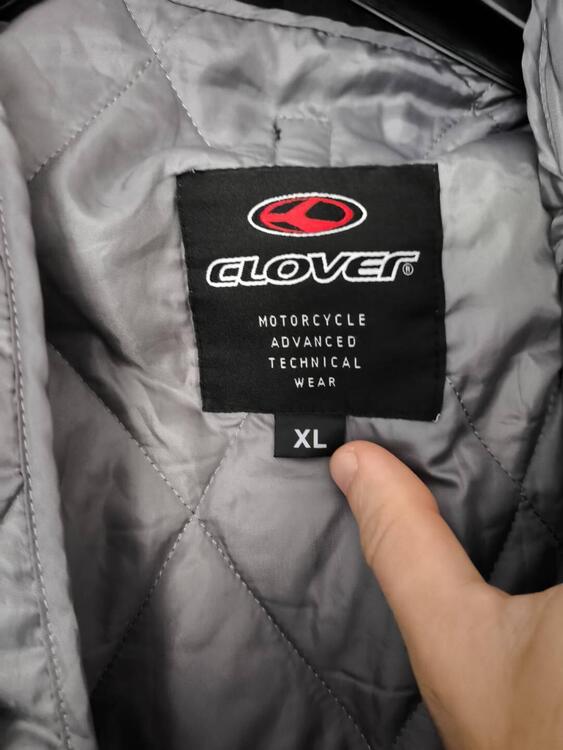 CLOVER®
MOTORCYCLE
ADVANCED
TECHNICAL
WEAR
XL